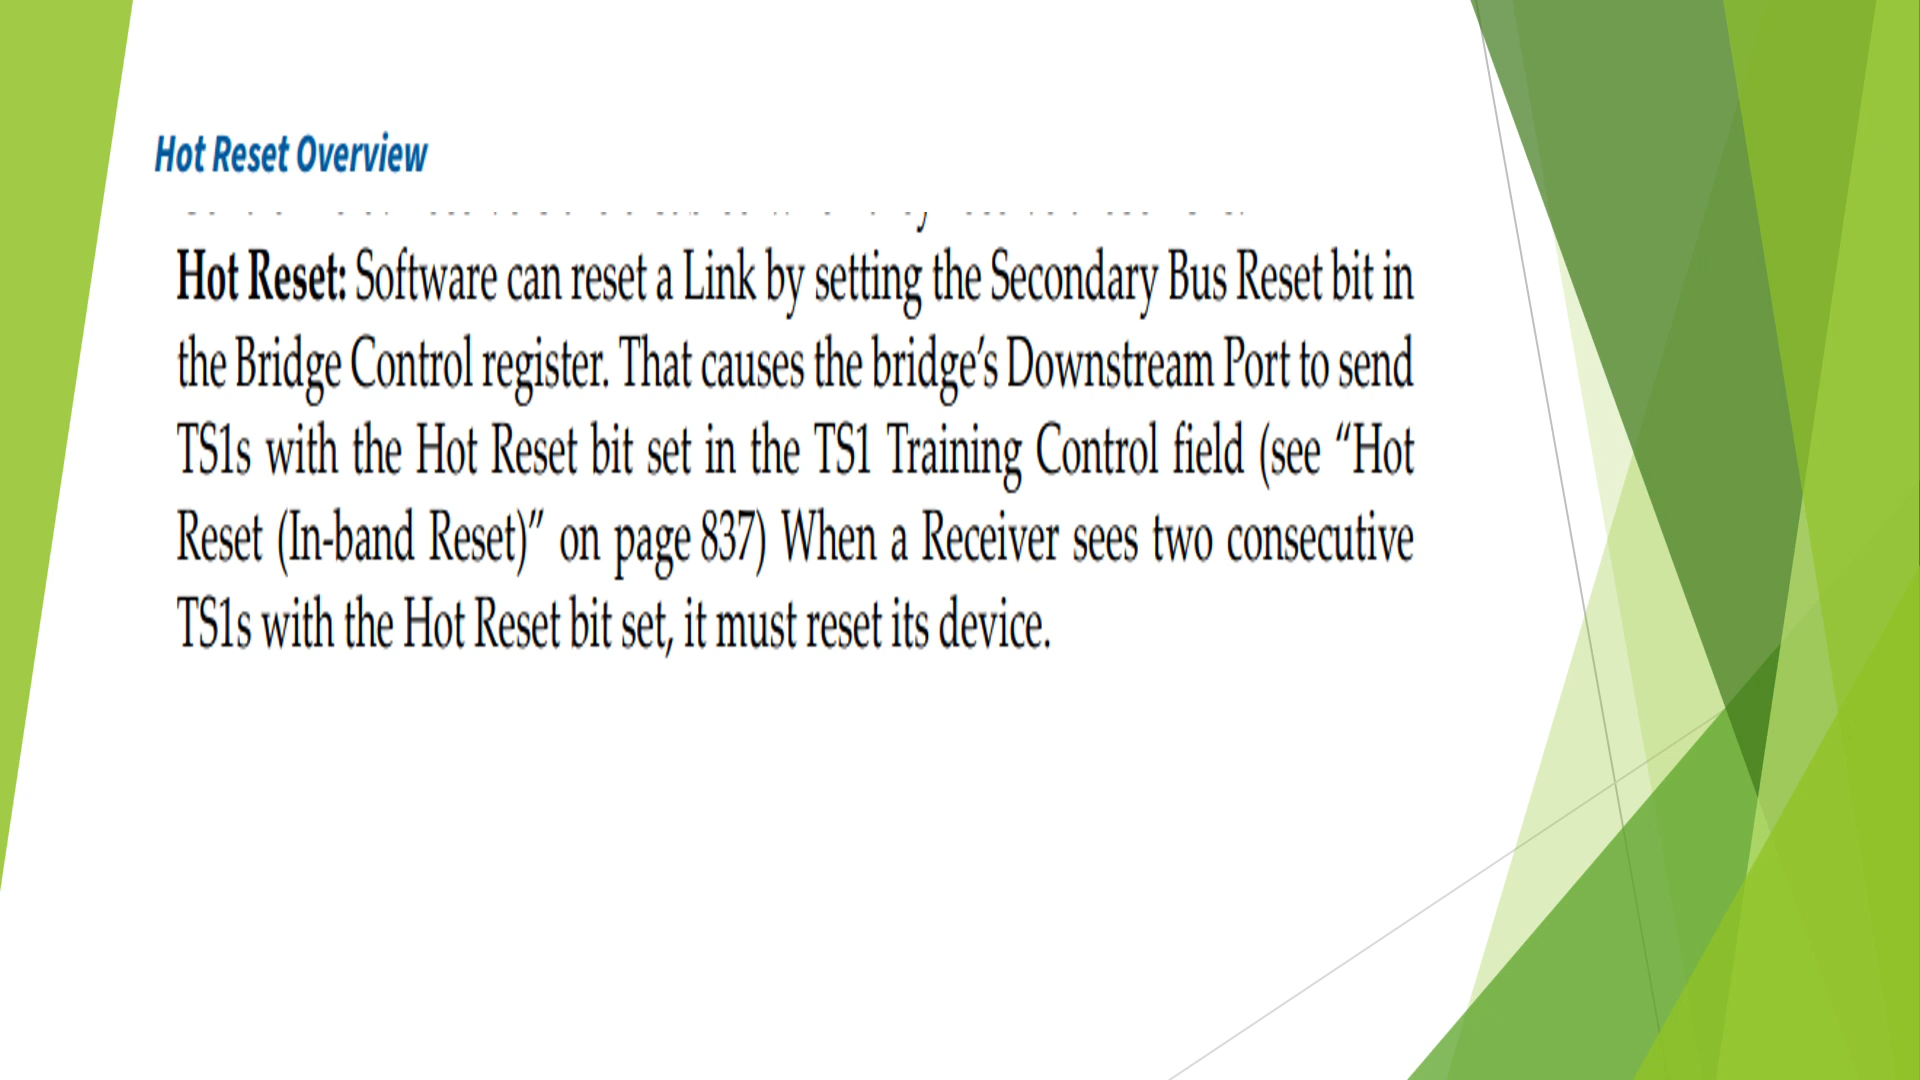 Hot Reset Overview
Hot Reset: Software can reset a Link by setting the Secondary Bus Reset bit in
the Bridge Control register. That causes the bridge’s Downstream Port to send
TS1s with the Hot Reset bit set in the TS1 Training Control field (see “Hot
Reset (In-band Reset)” on page 837) When a Receiver sees two consecutive
TS1s with the Hot Reset bit set, it must reset its device.